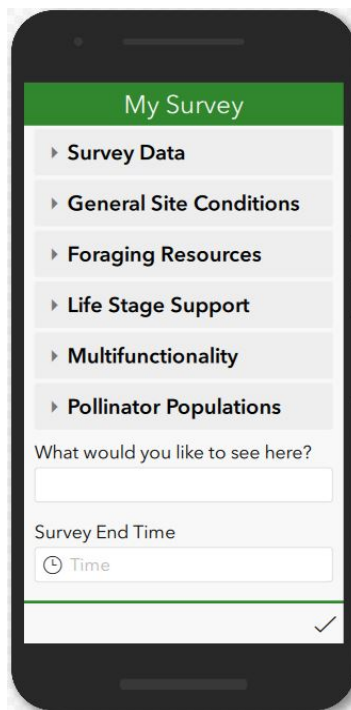 My Survey
Survey Data
General Site Conditions
Foraging Resources
Life Stage Support
Multifunctionality
Pollinator Populations
What would you like to see here?
Survey End Time
Time